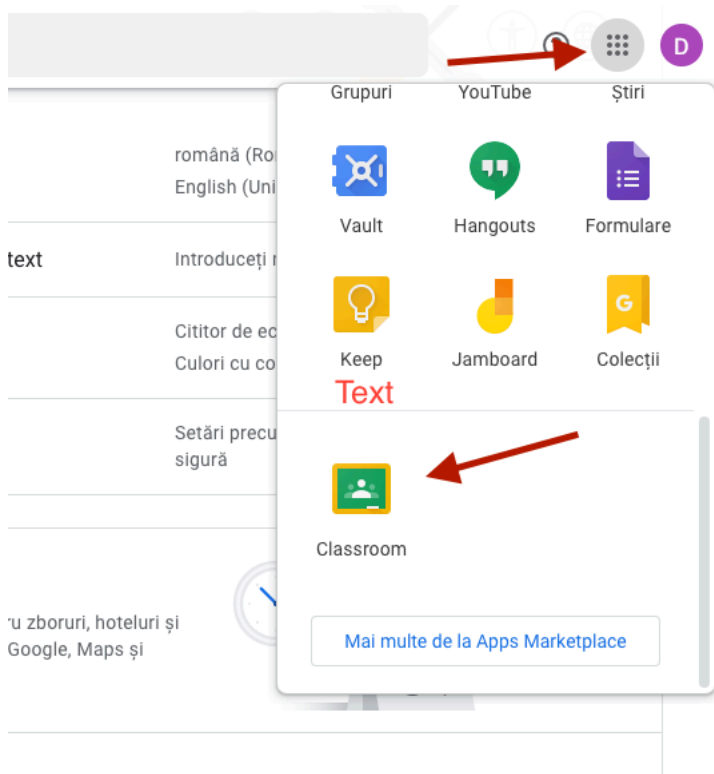 D
Grupuri YouTube Știri
română (Ro
English (Uni
Vault Hangouts Formulare
text
Introduceți
G
Cititor de ec
Culori cu co
Keep Jamboard Colecții
Text
Setări precu
sigură
Classroom
ru zboruri, hoteluri și
Google, Maps și
Mai multe de la Apps Marketplace